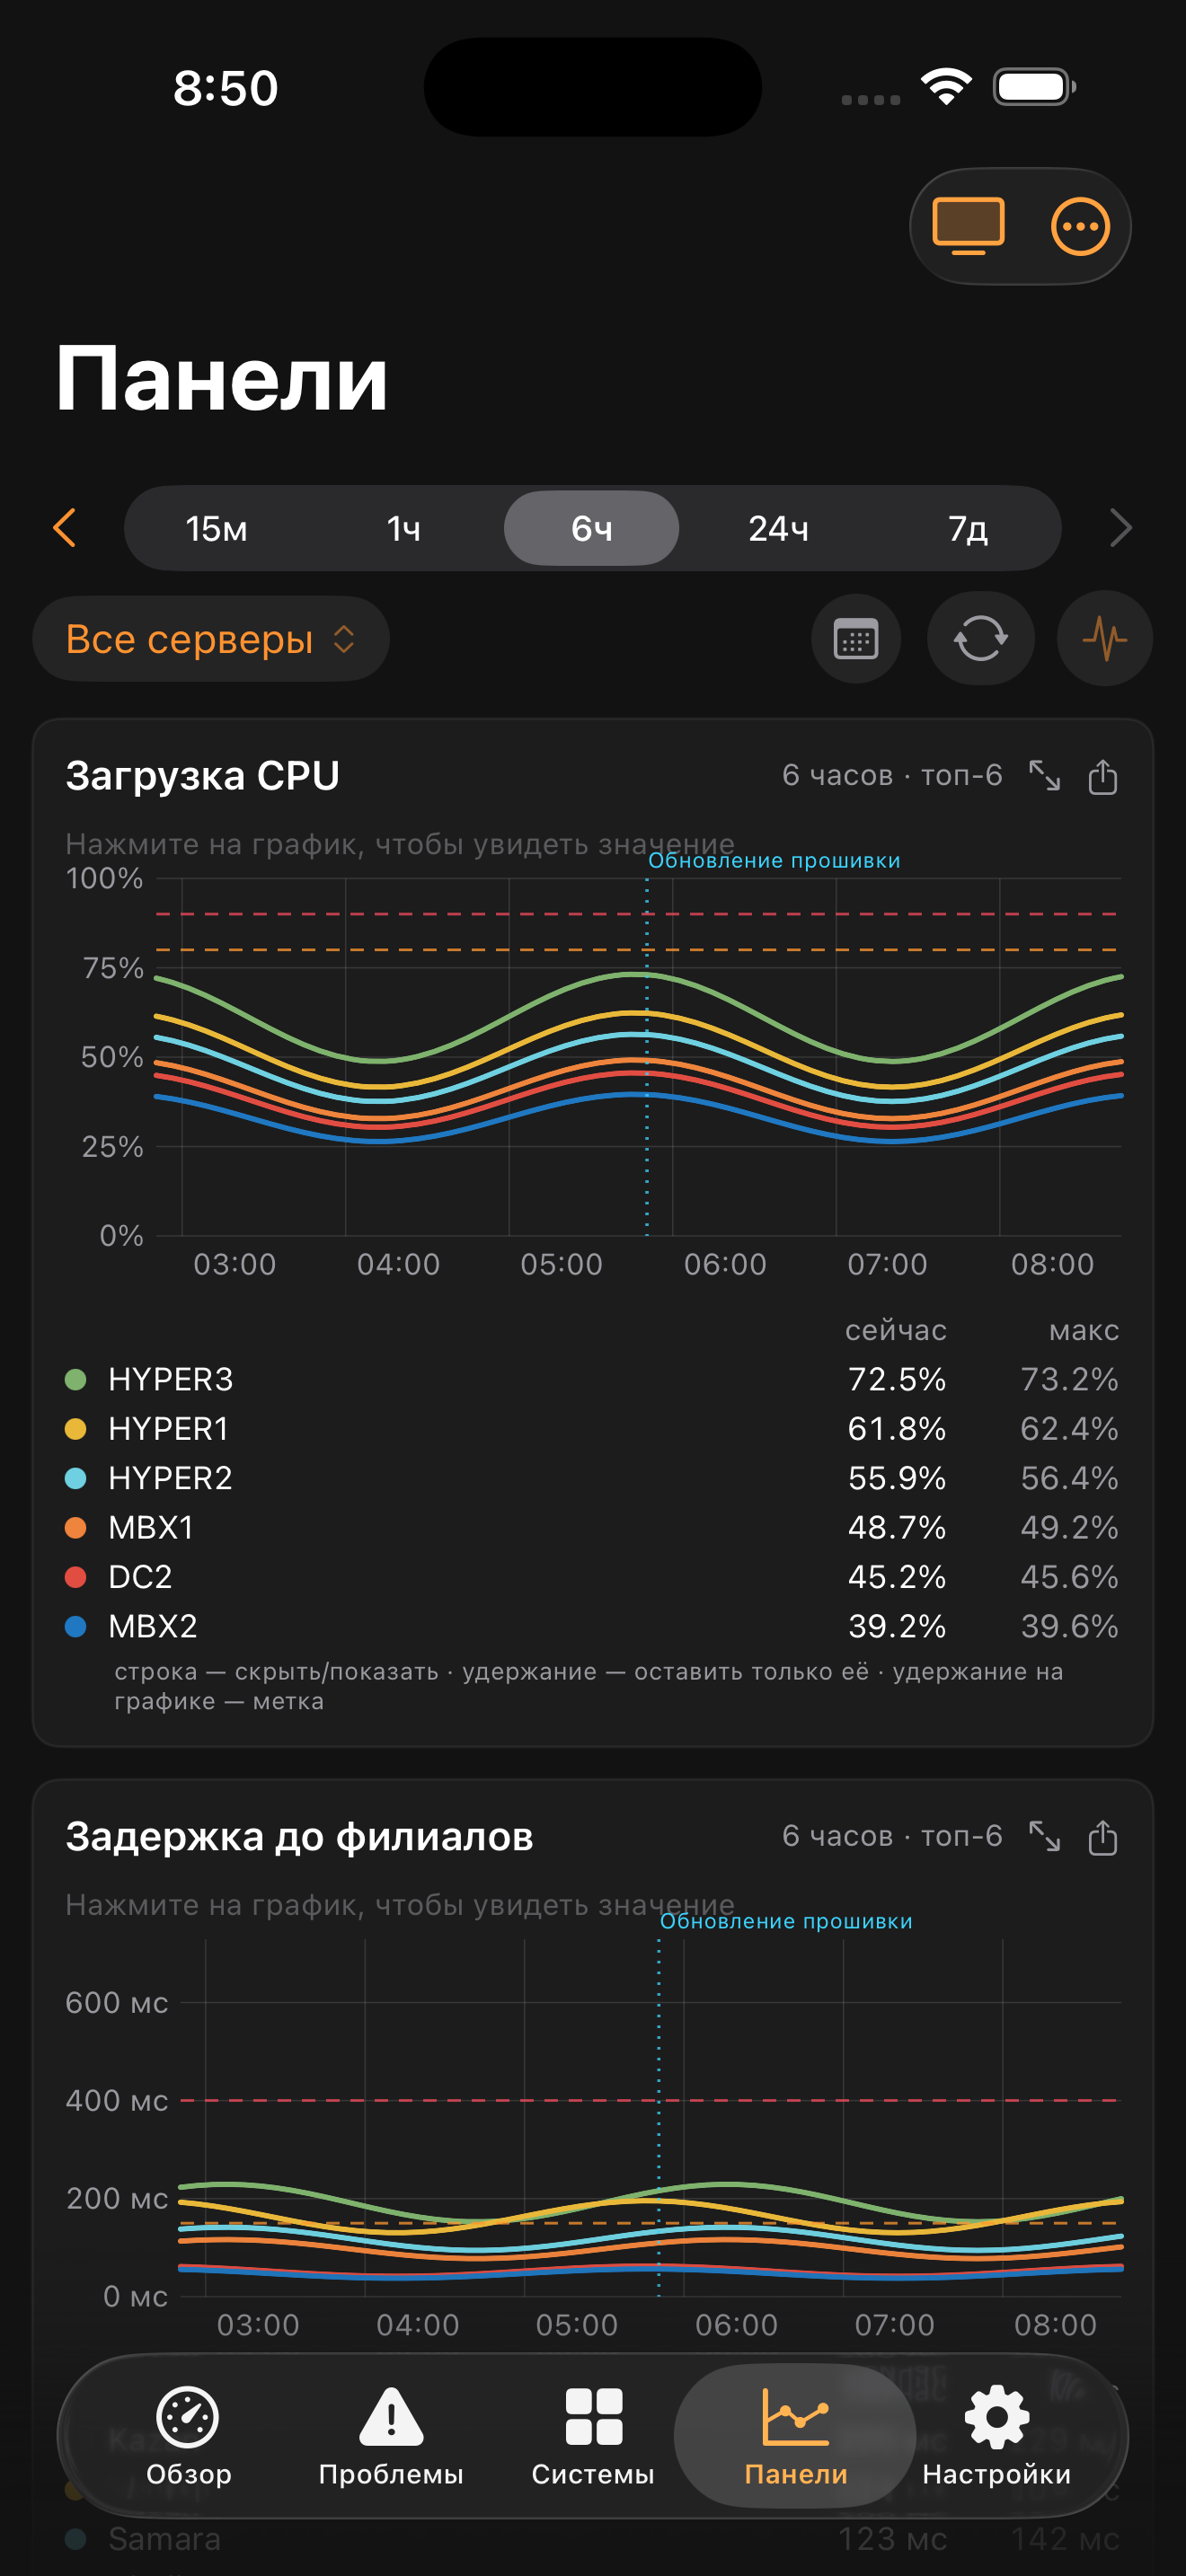 8:50
Панели
15м 1ч 6ч 24ч 7д
Все серверы
Загрузка CPU 6 часов · топ-6
Нажмите на график, чтобы увидеть значение
Обновление прошивки
100%
75%
50%
25%
0%
03:00 04:00 05:00 06:00 07:00 08:00
сейчас макс
HYPER3 72.5% 73.2%
HYPER1 61.8% 62.4%
HYPER2 55.9% 56.4%
MBX1 48.7% 49.2%
DC2 45.2% 45.6%
MBX2 39.2% 39.6%
строка — скрыть/показать · удержание — оставить только её · удержание на
графике — метка
Задержка до филиалов 6 часов · топ-6
Нажмите на график, чтобы увидеть значение
Обновление прошивки
600 мс
400 мс
200 мс
0 мс
03:00 04:00 05:00 06:00 07:00 08:00
Обзор Проблемы Системы Панели Настройки
Samara 123 мс 142 мс